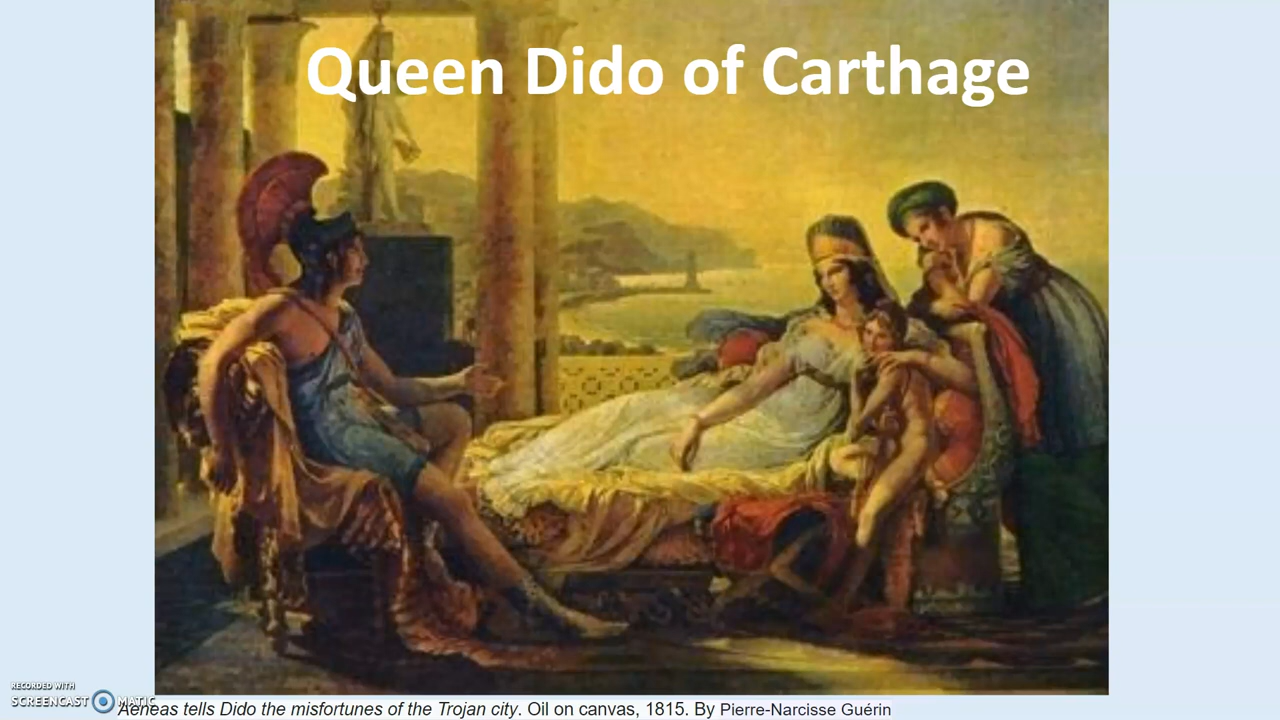 Queen Dido of Carthage
RECORDED WITH
SCREENCAST MATIC
Aeneas tells Dido the misfortunes of the Trojan city. Oil on canvas, 1815. By Pierre-Narcisse Guérin